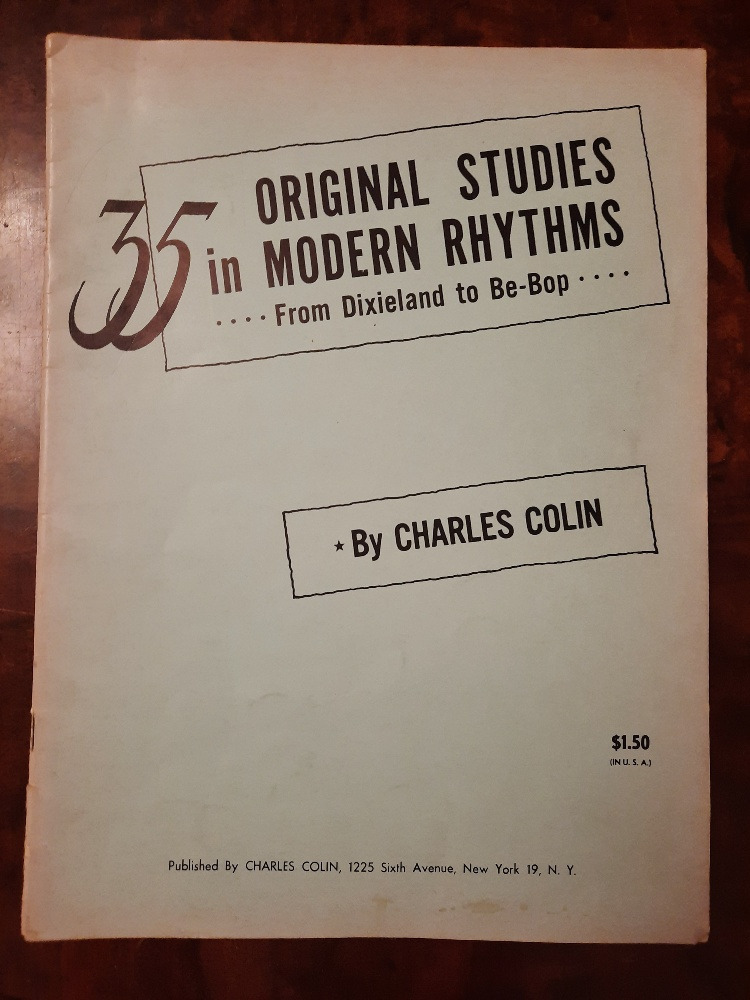 35 ORIGINAL STUDIES
in MODERN RHYTHMS
. . . . From Dixieland to Be-Bop . . . .
★ By CHARLES COLIN
$1.50
(IN U. S. A.)
Published By CHARLES COLIN, 1225 Sixth Avenue, New York 19, N. Y.